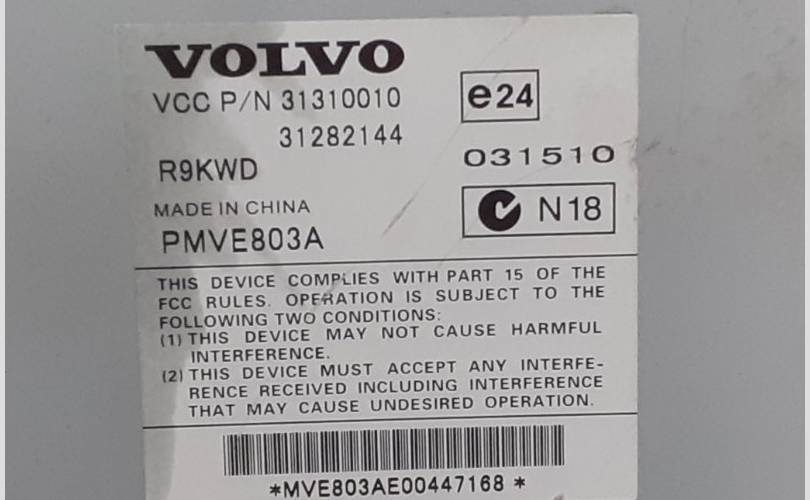 VOLVO
VCC P/N 31310010
31282144
R9KWD
MADE IN CHINA
PMVE803A
e24
031510
N18
THIS DEVICE COMPLIES WITH PART 15 OF THE
FCC RULES. OPERATION IS SUBJECT TO THE
FOLLOWING TWO CONDITIONS:
(1) THIS DEVICE MAY NOT CAUSE HARMFUL
INTERFERENCE.
(2) THIS DEVICE MUST ACCEPT ANY INTERFE-
RENCE RECEIVED INCLUDING INTERFERENCE
THAT MAY CAUSE UNDESIRED OPERATION.
*MVE803AE00447168*